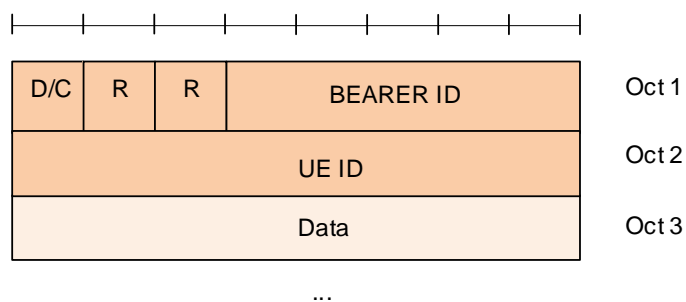 D/C R R BEARER ID Oct 1
UE ID Oct 2
Data Oct 3
...